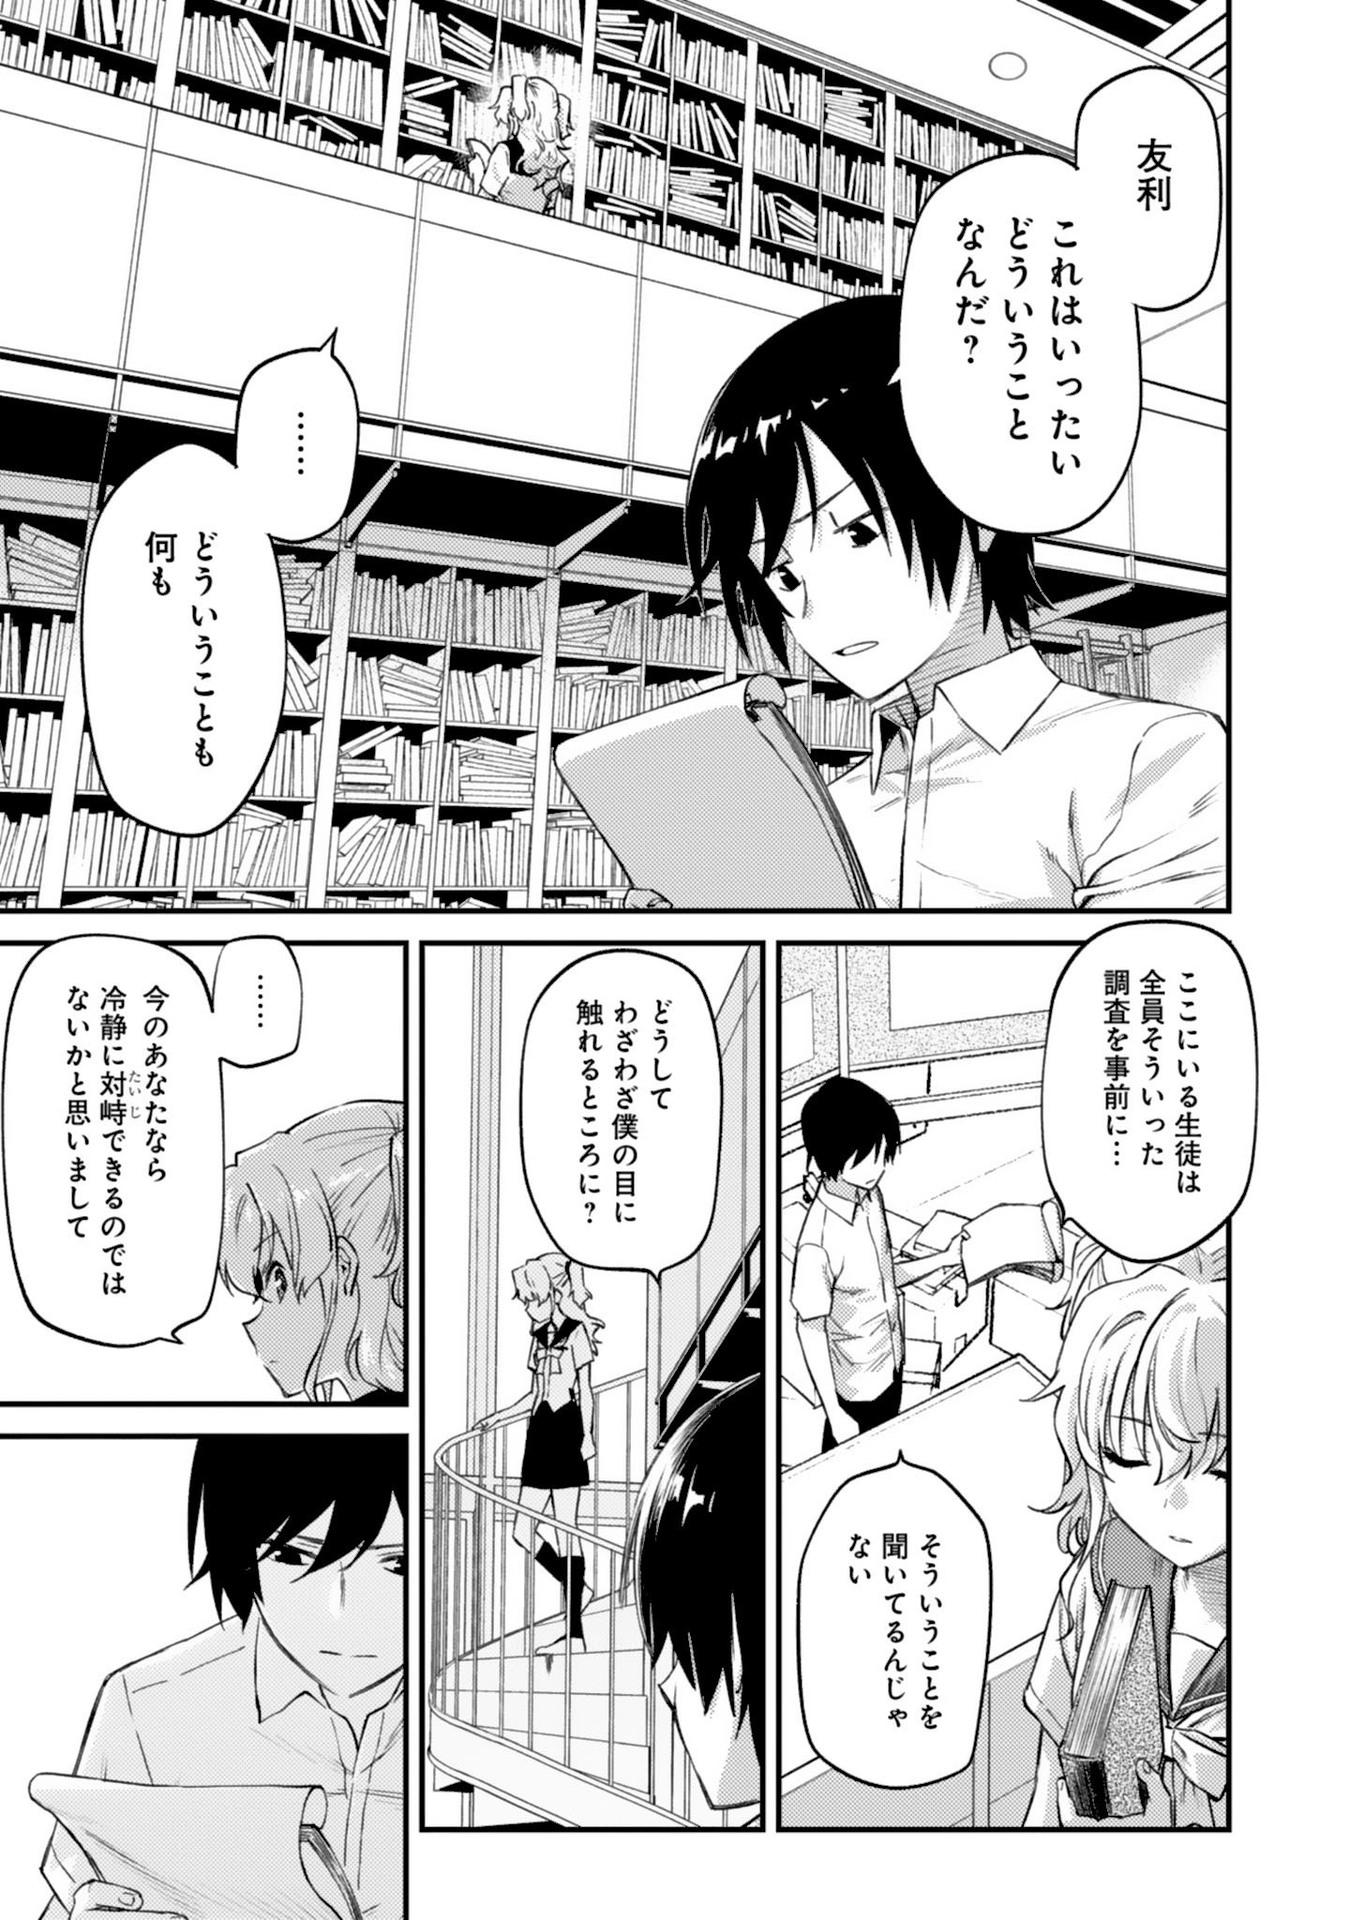 友利
これはいったい
どういうこと
なんだ?
……
どういうことも
何も
ここにいる生徒は
全員そういった
調査を事前に…
そういうことを
聞いてるんじゃ
ない
どうして
わざわざ僕の目に
触れるところに?
……
今のあなたなら
冷静に対峙できるのでは
たいじ
ないかと思いまして